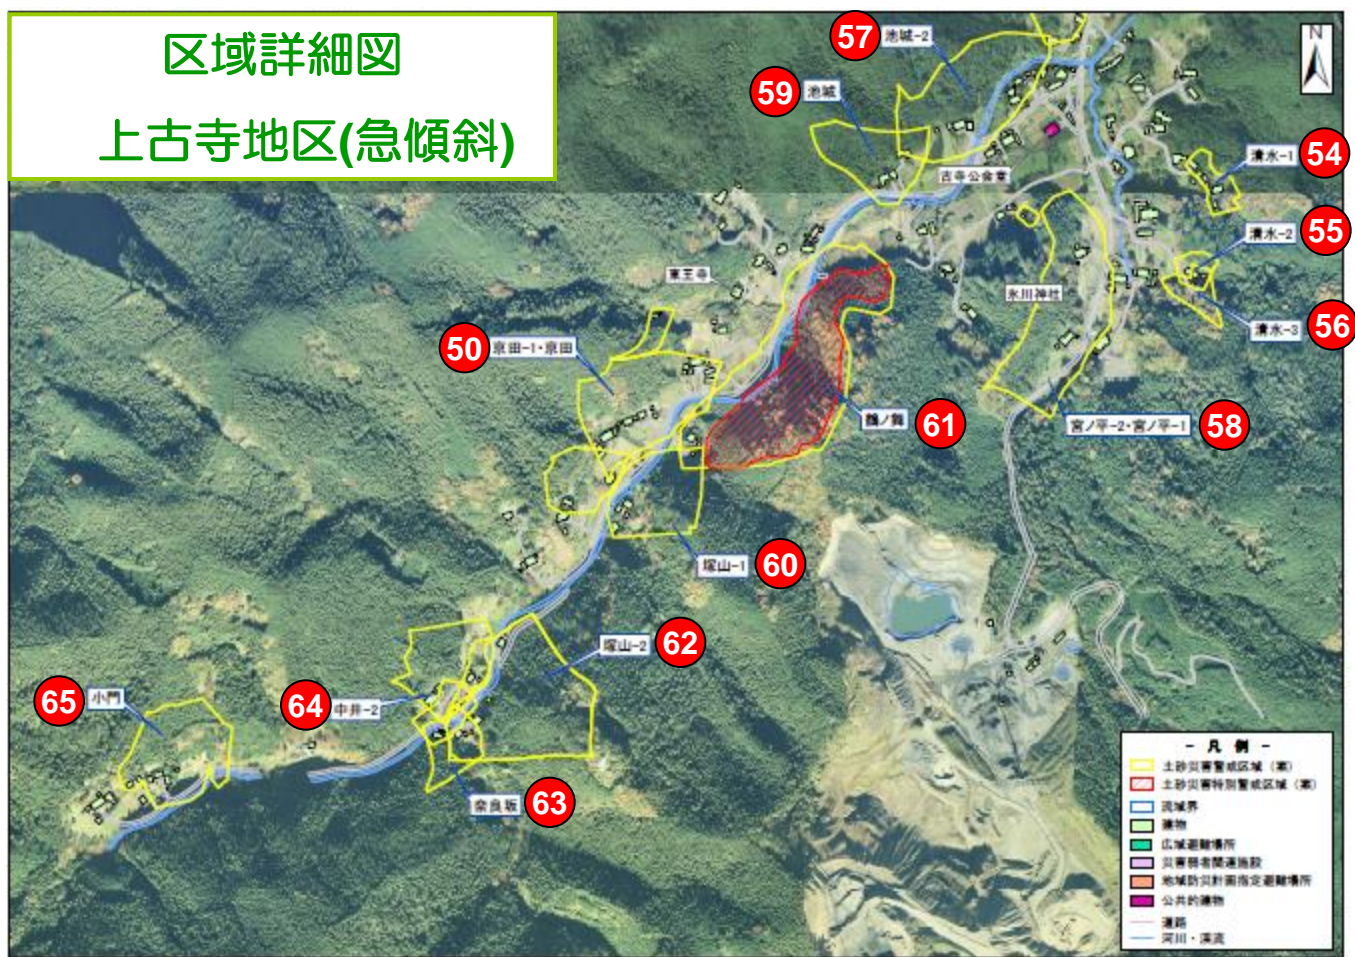 区域詳細図
上古寺地区(急傾斜)
N
57 池城-2
59 池城
清水-1 54
古寺公会堂
清水-2 55
東王寺
氷川神社
清水-3 56
50 京田-1・京田
鶴ノ舞 61
宮ノ平-2・宮ノ平-1 58
塚山-1 60
塚山-2 62
65 小門
64 中井-2
奈良坂 63
- 凡 例 -
土砂災害警戒区域（案）
土砂災害特別警戒区域（案）
流域界
建物
広域避難場所
災害弱者関連施設
地域防災計画指定避難場所
公共的建物
道路
河川・渓流